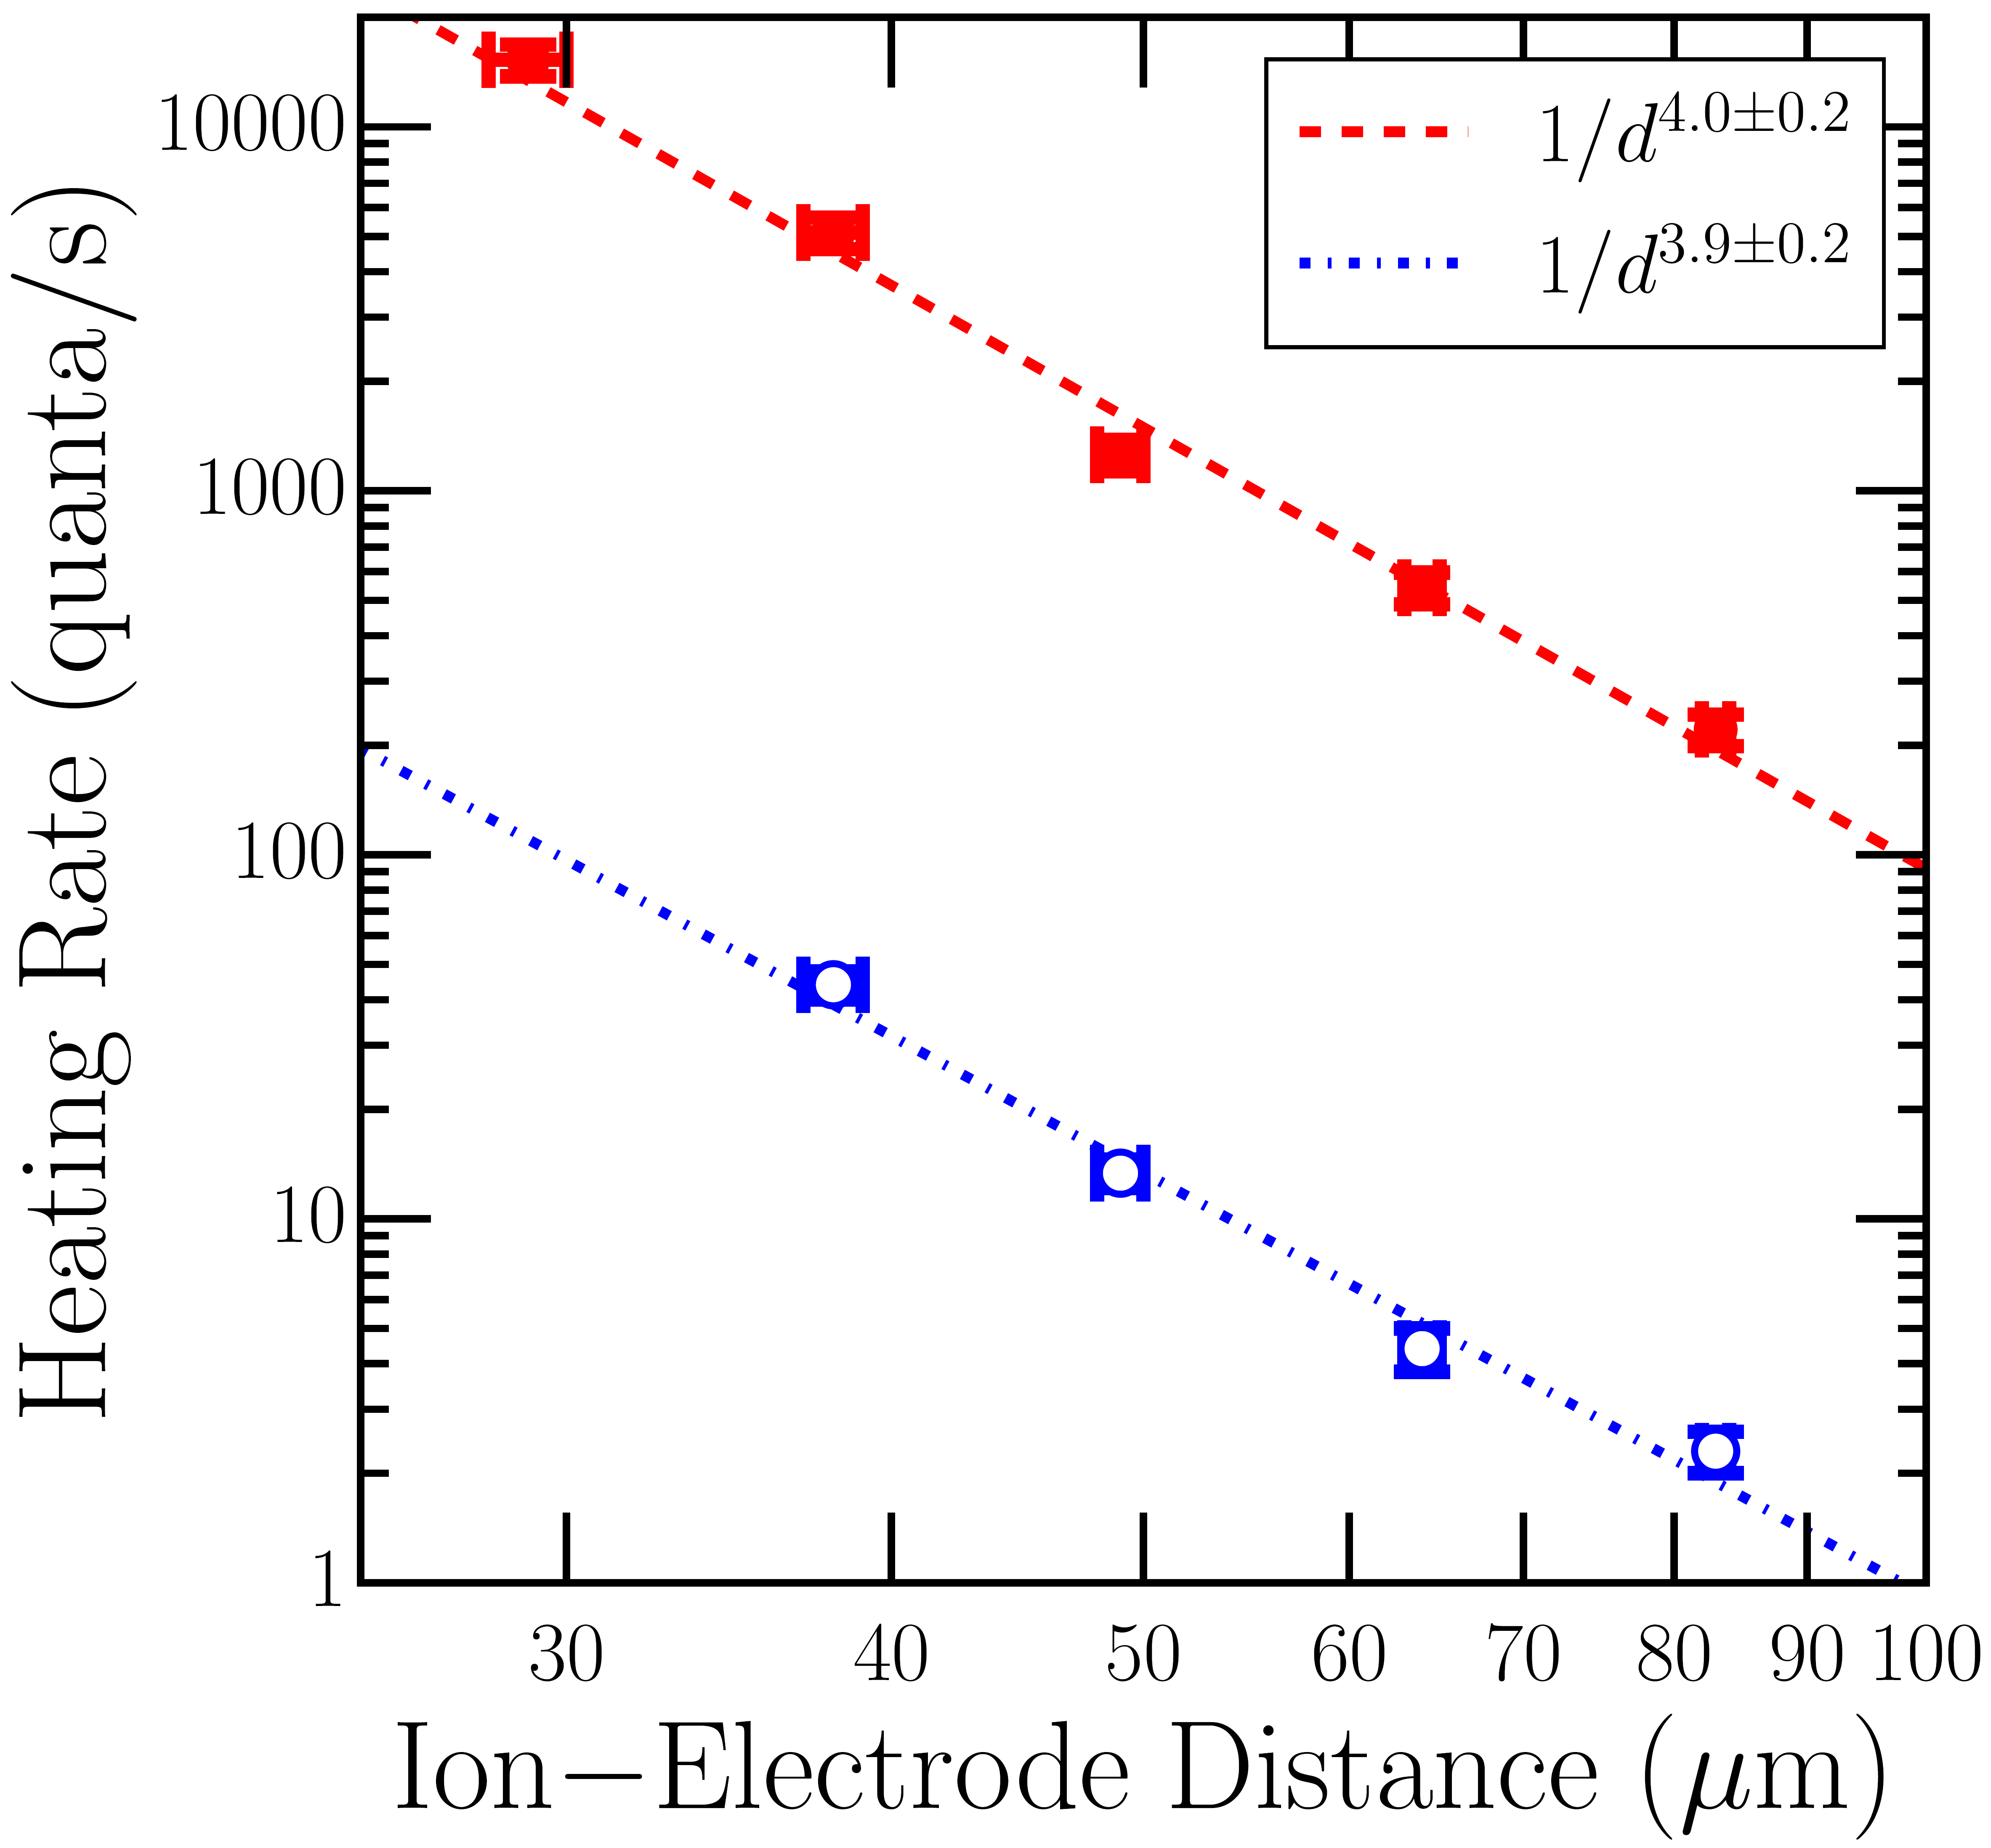 1/d^4.0±0.2
1/d^3.9±0.2
Heating Rate (quanta/s)
10000
1000
100
10
1
30 40 50 60 70 80 90 100
Ion−Electrode Distance (μm)